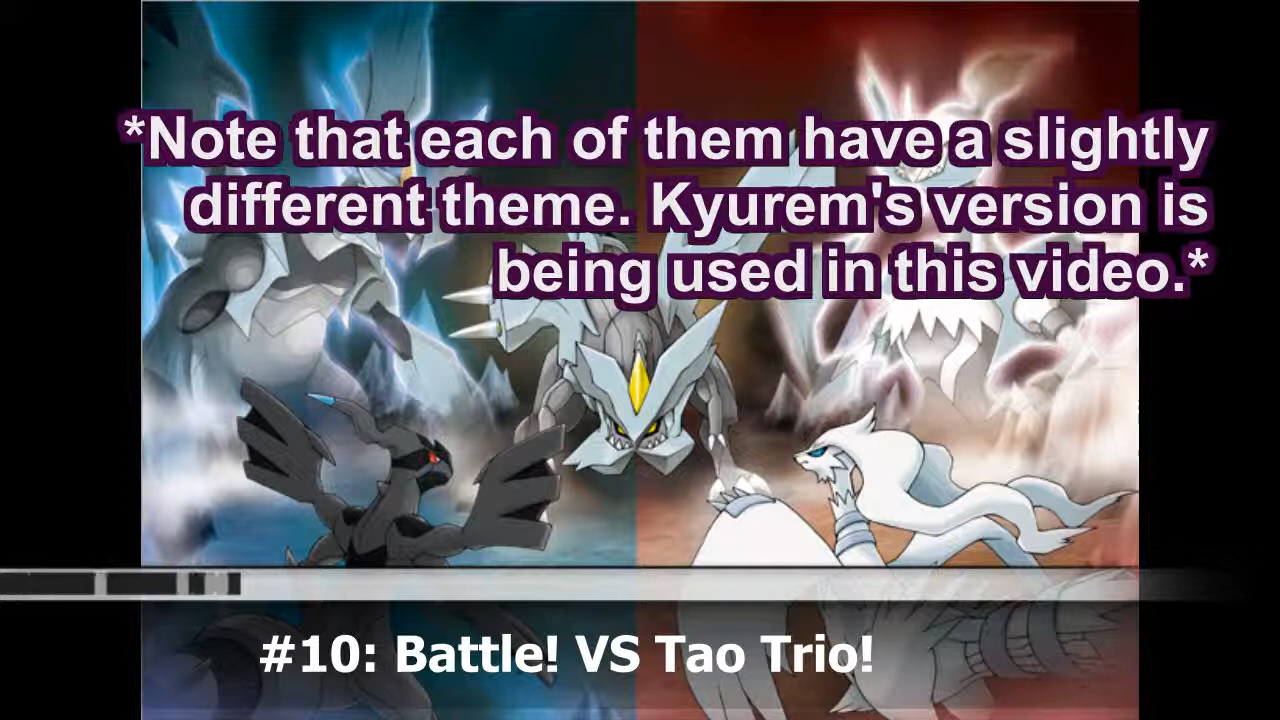 *Note that each of them have a slightly
different theme. Kyurem's version is
being used in this video.*
#10: Battle! VS Tao Trio!